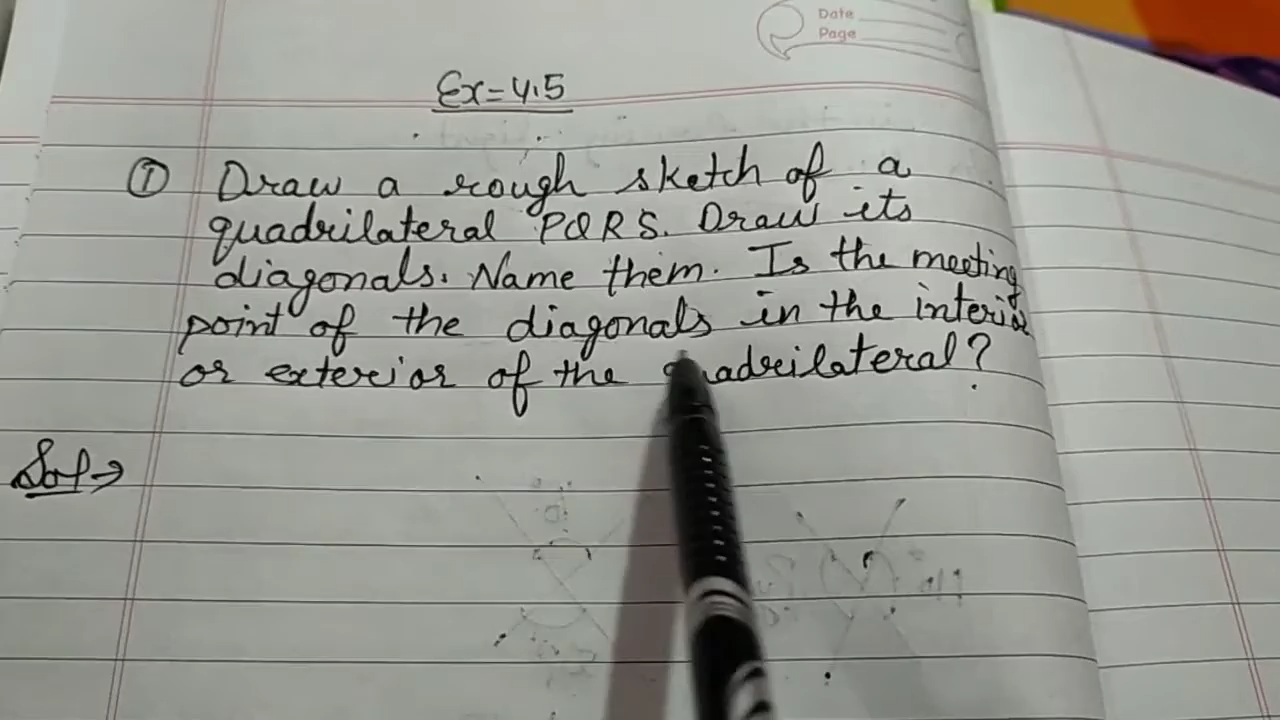 Date
Page
Ex=4.5
① Draw a rough sketch of a
quadrilateral PQRS. Draw its
diagonals. Name them. Is the meeting
point of the diagonals in the interior
or exterior of the quadrilateral?
Sol→